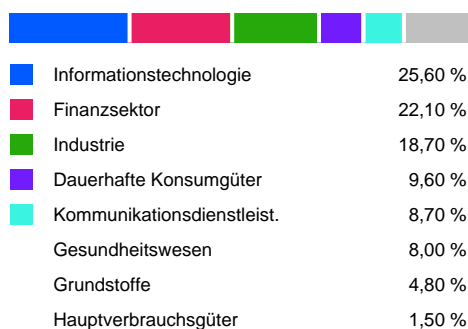 Informationstechnologie 25,60 %
Finanzsektor 22,10 %
Industrie 18,70 %
Dauerhafte Konsumgüter 9,60 %
Kommunikationsdienstleist. 8,70 %
Gesundheitswesen 8,00 %
Grundstoffe 4,80 %
Hauptverbrauchsgüter 1,50 %